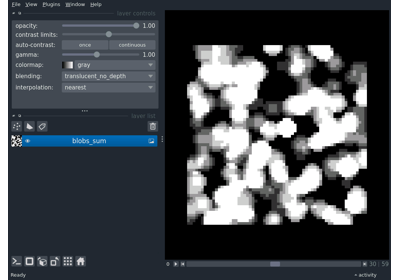 File View Plugins Window Help
layer controls
opacity: 1.00
contrast limits:
auto-contrast: once continuous
gamma: 1.00
colormap: gray
blending: translucent_no_depth
interpolation: nearest
layer list
blobs_sum
30 59
Ready activity